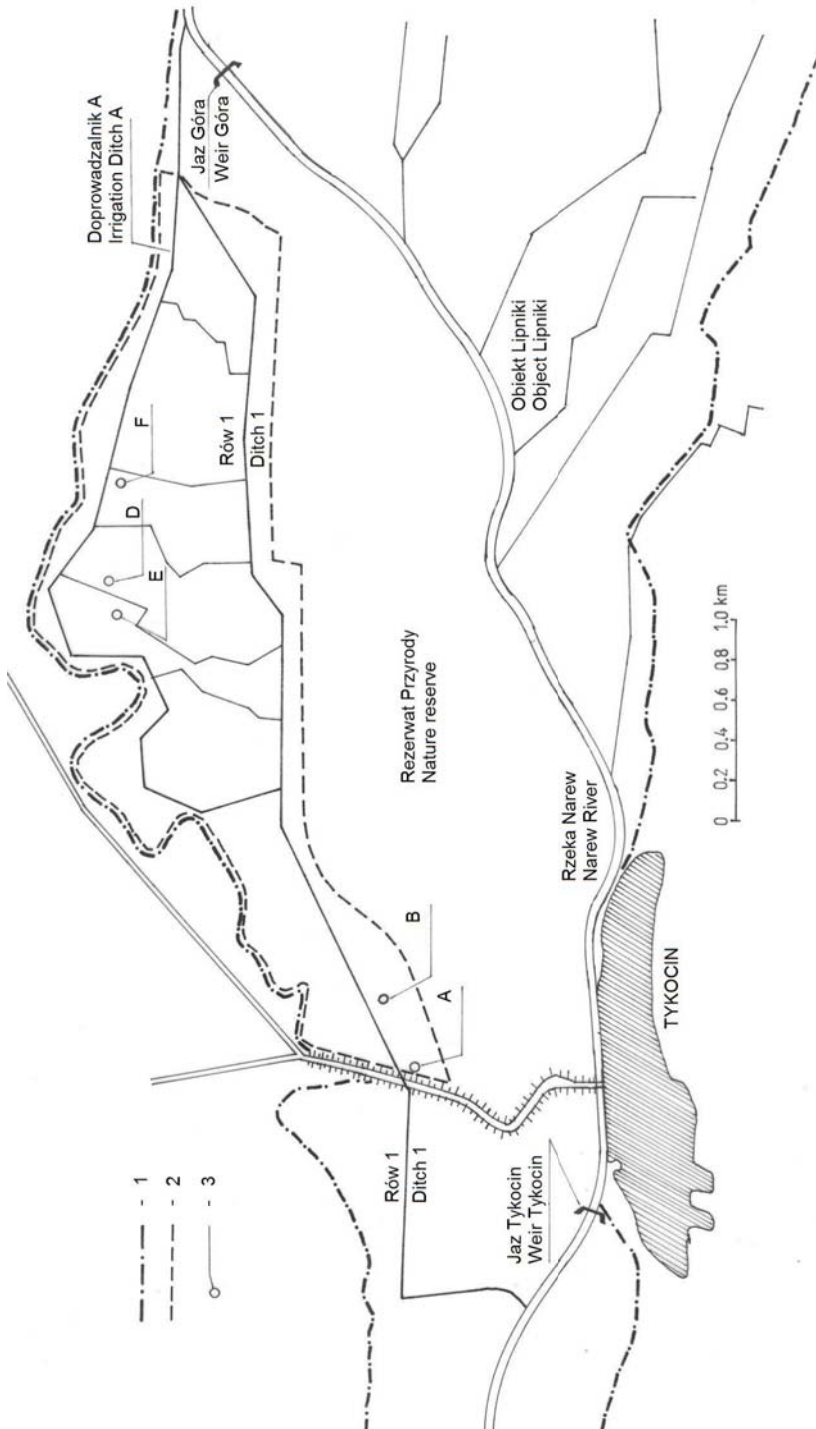 - 1
- 2
- 3
Doprowadzalnik A
Irrigation Ditch A
Jaz Góra
Weir Góra
F
D
E
Rów 1
Ditch 1
Obiekt Lipniki
Object Lipniki
Rezerwat Przyrody
Nature reserve
B
A
Rzeka Narew
Narew River
Rów 1
Ditch 1
Jaz Tykocin
Weir Tykocin
TYKOCIN
0 0.2 0.4 0.6 0.8 1.0 km